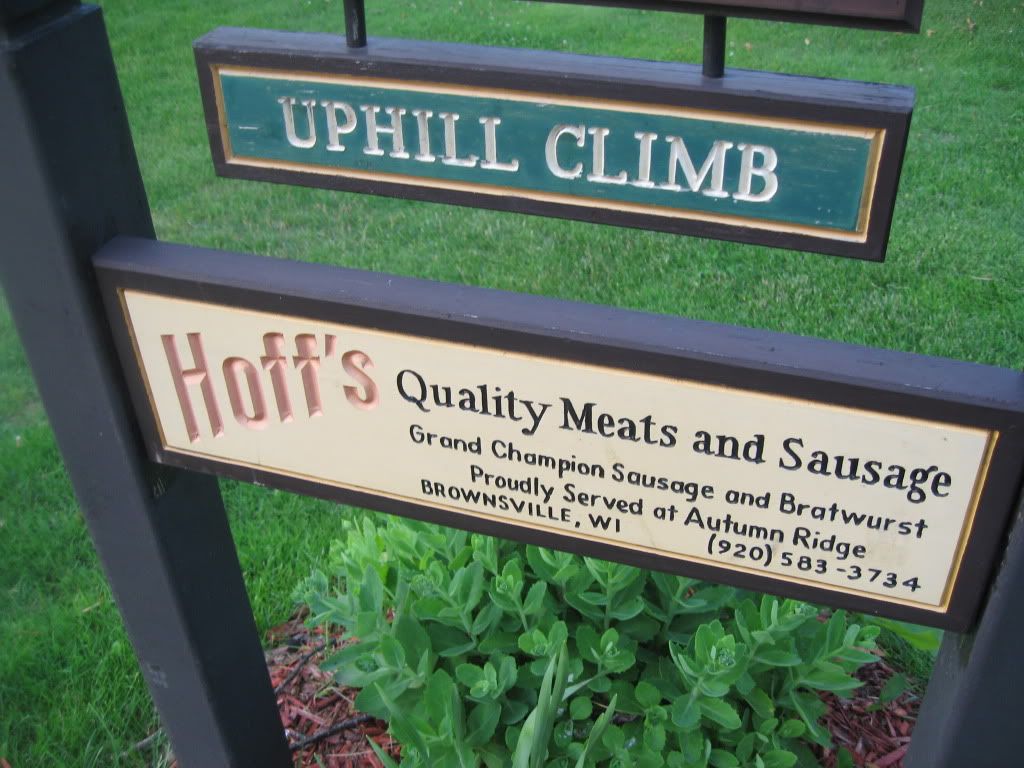 UPHILL CLIMB
Hoff's Quality Meats and Sausage
Grand Champion Sausage and Bratwurst
Proudly Served at Autumn Ridge
BROWNSVILLE, WI (920) 583-3734